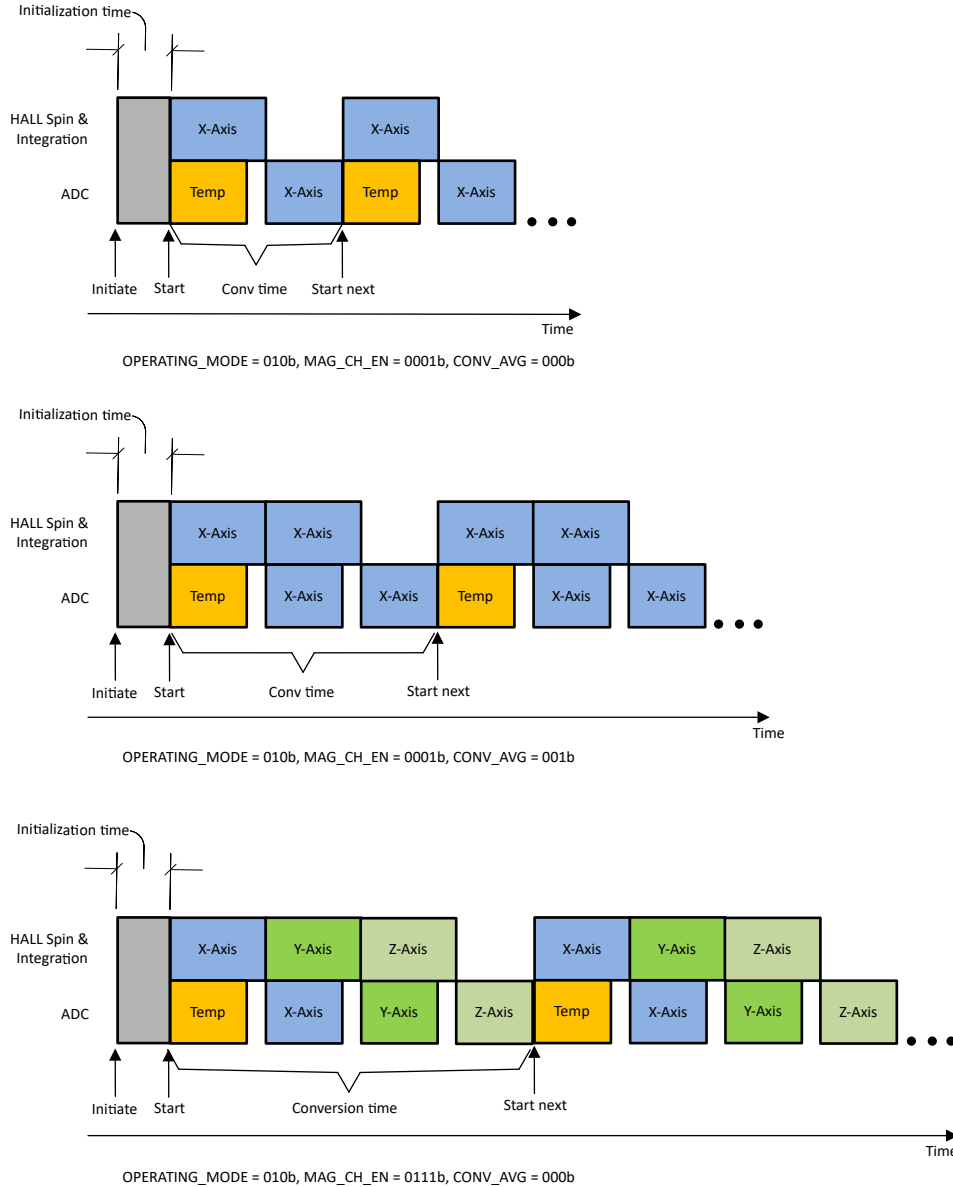 Initialization time
HALL Spin &
Integration
X-Axis
X-Axis
ADC
Temp
X-Axis
Temp
X-Axis
Initiate
Start
Conv time
Start next
Time
OPERATING_MODE = 010b, MAG_CH_EN = 0001b, CONV_AVG = 000b
Initialization time
HALL Spin &
Integration
X-Axis
X-Axis
X-Axis
X-Axis
ADC
Temp
X-Axis
X-Axis
Temp
X-Axis
X-Axis
Initiate
Start
Conv time
Start next
Time
OPERATING_MODE = 010b, MAG_CH_EN = 0001b, CONV_AVG = 001b
Initialization time
HALL Spin &
Integration
X-Axis
Y-Axis
Z-Axis
X-Axis
Y-Axis
Z-Axis
ADC
Temp
X-Axis
Y-Axis
Z-Axis
Temp
X-Axis
Y-Axis
Z-Axis
Initiate
Start
Conversion time
Start next
Time
OPERATING_MODE = 010b, MAG_CH_EN = 0111b, CONV_AVG = 000b